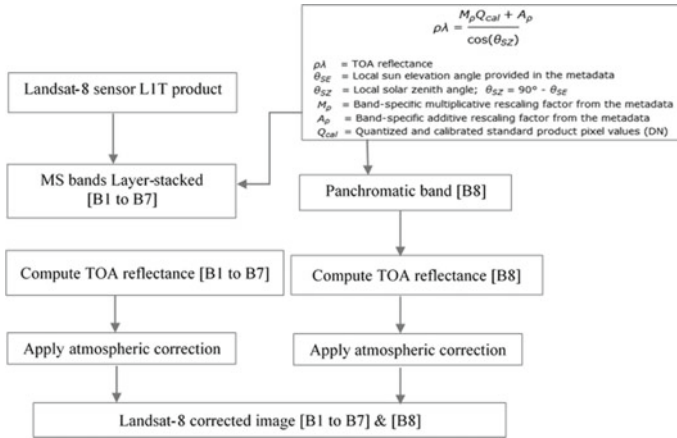 ρλ = MρQcal + Aρ / cos(θSZ)
ρλ = TOA reflectance
θSE = Local sun elevation angle provided in the metadata
θSZ = Local solar zenith angle; θSZ = 90° - θSE
Mρ = Band-specific multiplicative rescaling factor from the metadata
Aρ = Band-specific additive rescaling factor from the metadata
Qcal = Quantized and calibrated standard product pixel values (DN)
Landsat-8 sensor L1T product
MS bands Layer-stacked
[B1 to B7]
Panchromatic band [B8]
Compute TOA reflectance [B1 to B7]
Compute TOA reflectance [B8]
Apply atmospheric correction
Apply atmospheric correction
Landsat-8 corrected image [B1 to B7] & [B8]